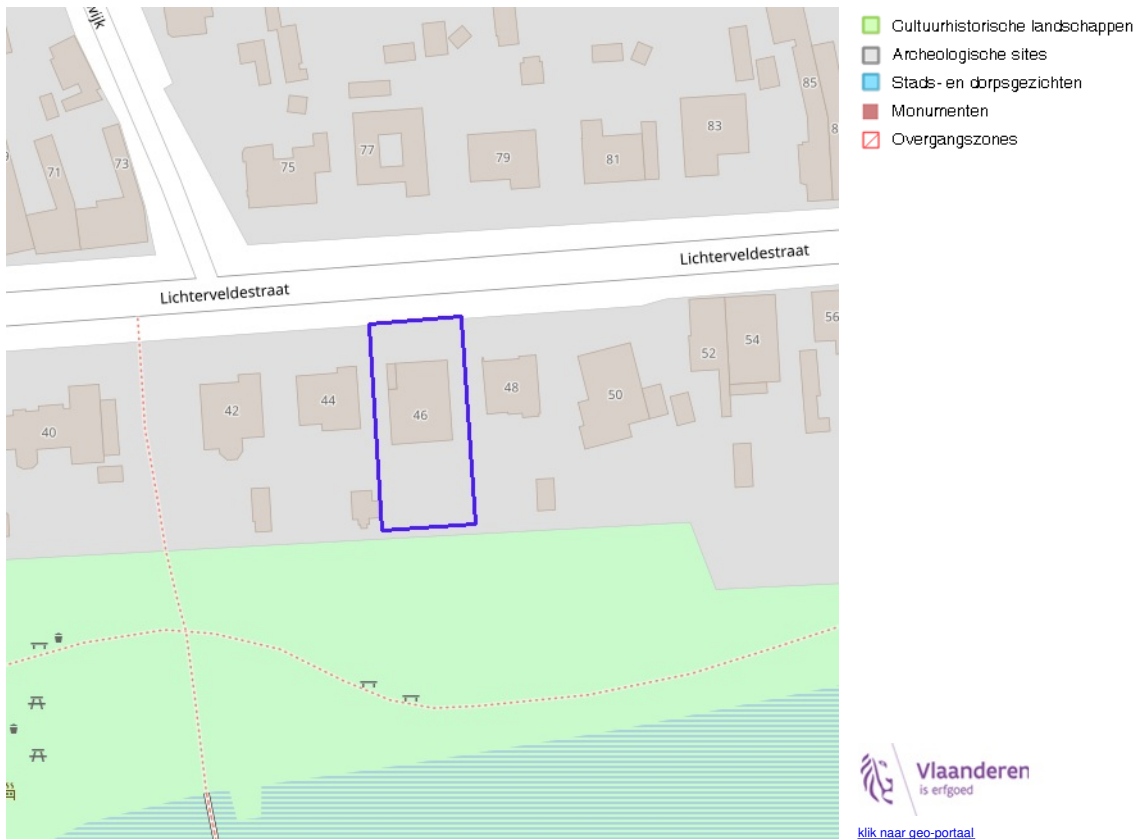 wijk
85
83
75
77
79
81
71
73
Lichterveldestraat
Lichterveldestraat
56
52
54
48
50
44
42
46
40
Cultuurhistorische landschappen
Archeologische sites
Stads- en dorpsgezichten
Monumenten
Overgangszones
Vlaanderen
is erfgoed
klik naar geo-portaal